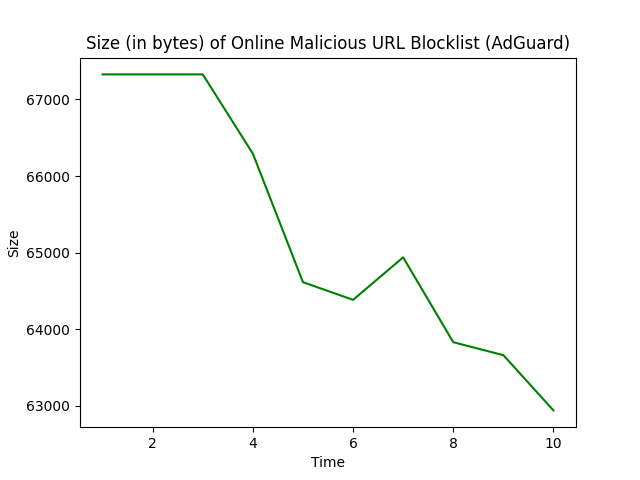 Size (in bytes) of Online Malicious URL Blocklist (AdGuard)
67000
66000
65000
64000
63000
Size
2 4 6 8 10
Time